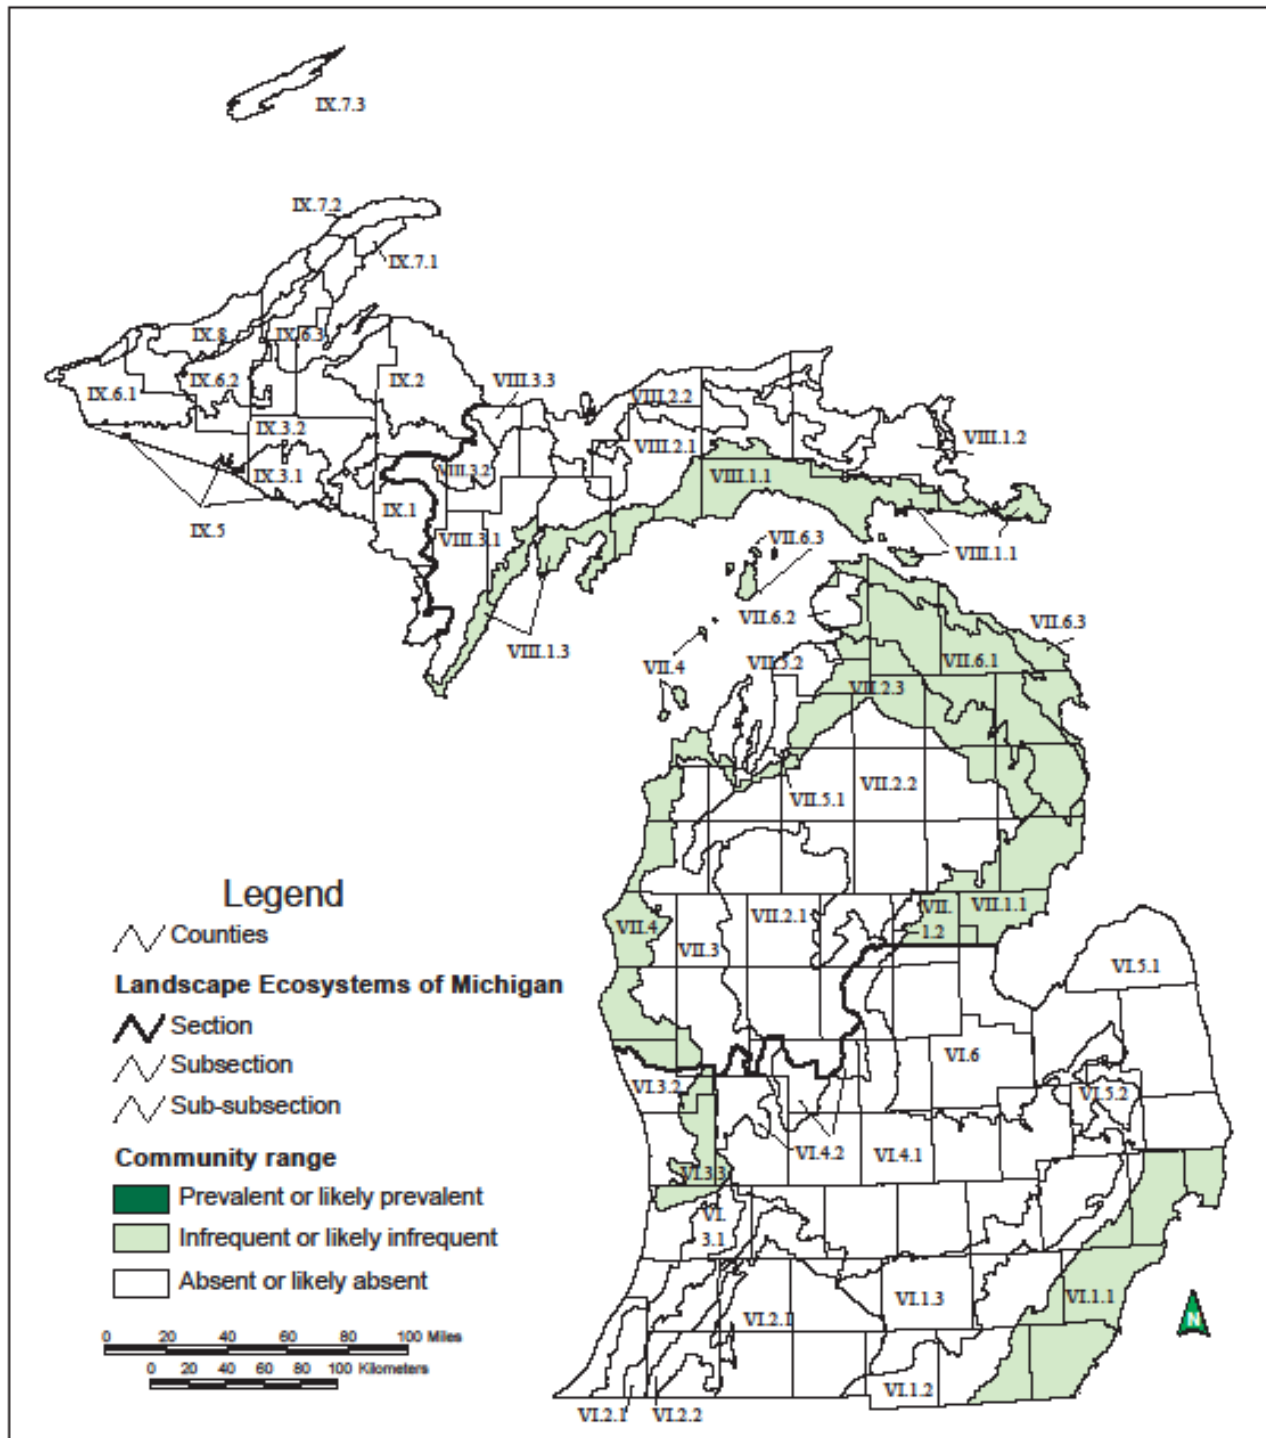 IX.7.3
IX.7.2
IX.7.1
IX.8
IX.6.3
IX.6.2
IX.6.1
IX.2
VIII.3.3
VIII.2.2
IX.3.2
VIII.2.1
VIII.1.2
IX.3.1
VIII.3.2
VIII.1.1
IX.1
IX.5
VIII.3.1
VII.6.3
VIII.1.1
VII.6.2
VII.6.3
VIII.1.3
VII.4
VII.5.2
VII.6.1
VII.2.3
VII.5.1
VII.2.2
VII.4
VII.3
VII.2.1
VII.
1.2
VII.1.1
VI.5.1
VI.6
VI.3.2
VI.5.2
VI.4.2
VI.4.1
VI.3.3
VI.
3.1
VI.1.3
VI.1.1
VI.2.1
VI.1.2
VI.2.1
VI.2.2
Legend
Counties
Landscape Ecosystems of Michigan
Section
Subsection
Sub-subsection
Community range
Prevalent or likely prevalent
Infrequent or likely infrequent
Absent or likely absent
0 20 40 60 80 100 Miles
0 20 40 60 80 100 Kilometers
N